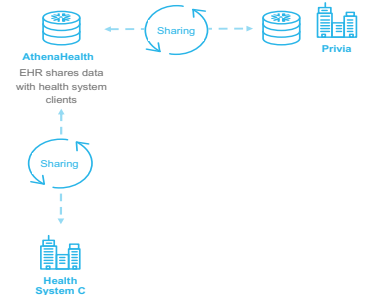 Sharing
AthenaHealth
Privia
EHR shares data
with health system
clients
Sharing
Health
System C